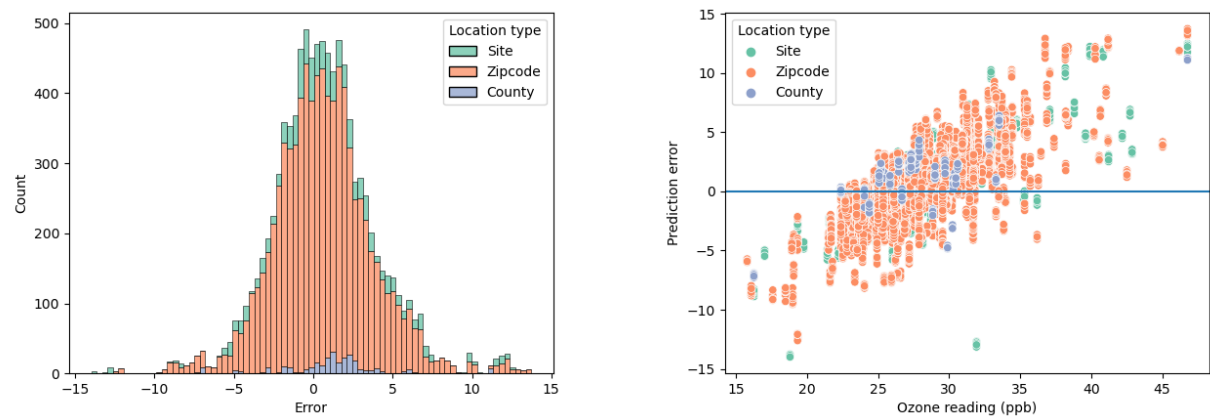 500
400
300
200
100
0
Count
−15
−10
−5
0
5
10
15
Error
Location type
Site
Zipcode
County
15
10
5
0
−5
−10
−15
Prediction error
15
20
25
30
35
40
45
Ozone reading (ppb)
Location type
Site
Zipcode
County